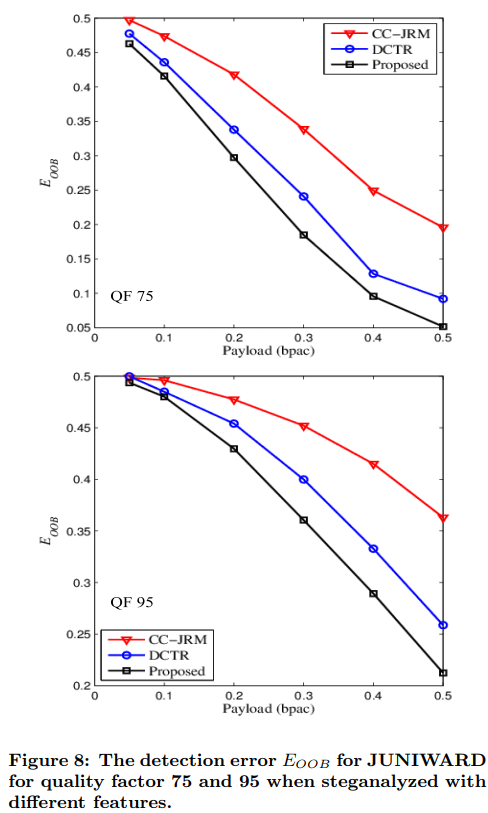 0.5
0.45
0.4
0.35
0.3
0.25
0.2
0.15
0.1
0.05
E_OOB
CC−JRM
DCTR
Proposed
QF 75
0 0.1 0.2 0.3 0.4 0.5
Payload (bpac)
0.5
0.45
0.4
0.35
0.3
0.25
0.2
E_OOB
QF 95
CC−JRM
DCTR
Proposed
0 0.1 0.2 0.3 0.4 0.5
Payload (bpac)
Figure 8: The detection error E_OOB for JUNIWARD
for quality factor 75 and 95 when steganalyzed with
different features.